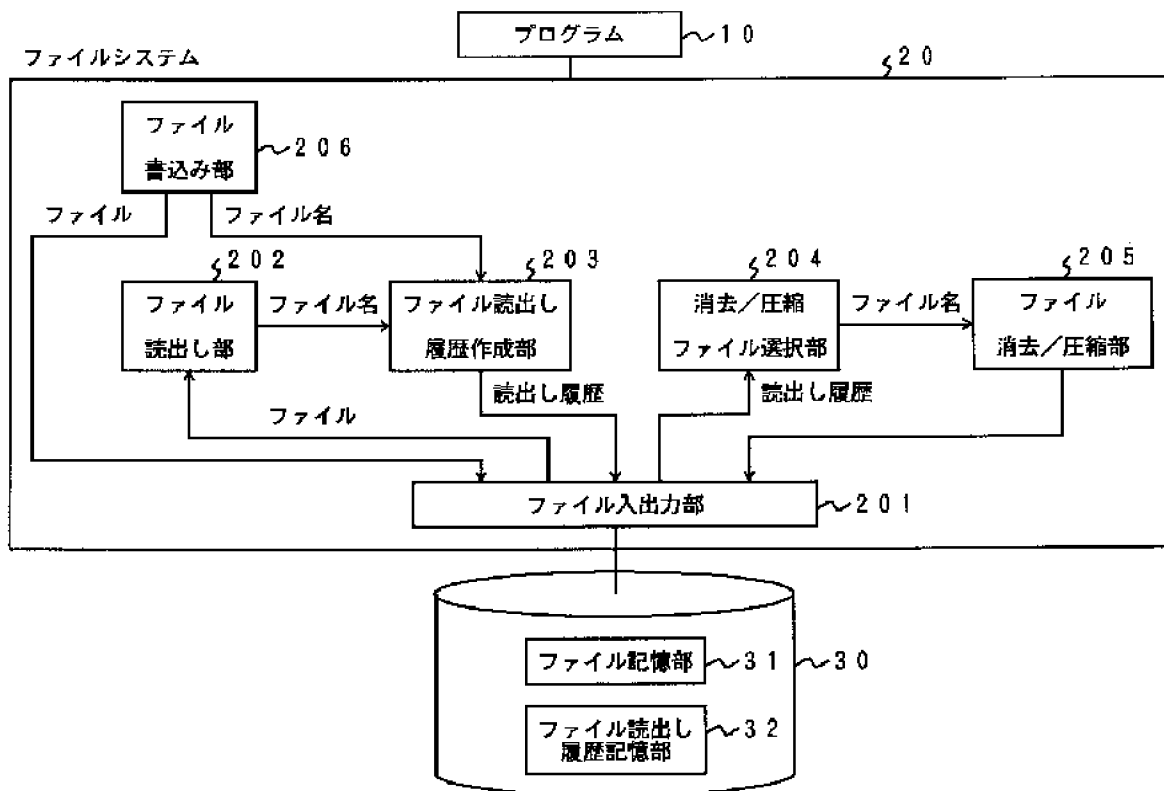 プログラム
10
ファイルシステム
20
ファイル
書込み部
206
ファイル
ファイル名
202
203
204
205
ファイル
読出し部
ファイル名
ファイル読出し
履歴作成部
消去／圧縮
ファイル選択部
ファイル名
ファイル
消去／圧縮部
読出し履歴
読出し履歴
ファイル
ファイル入出力部
201
ファイル記憶部
31
30
ファイル読出し
履歴記憶部
32